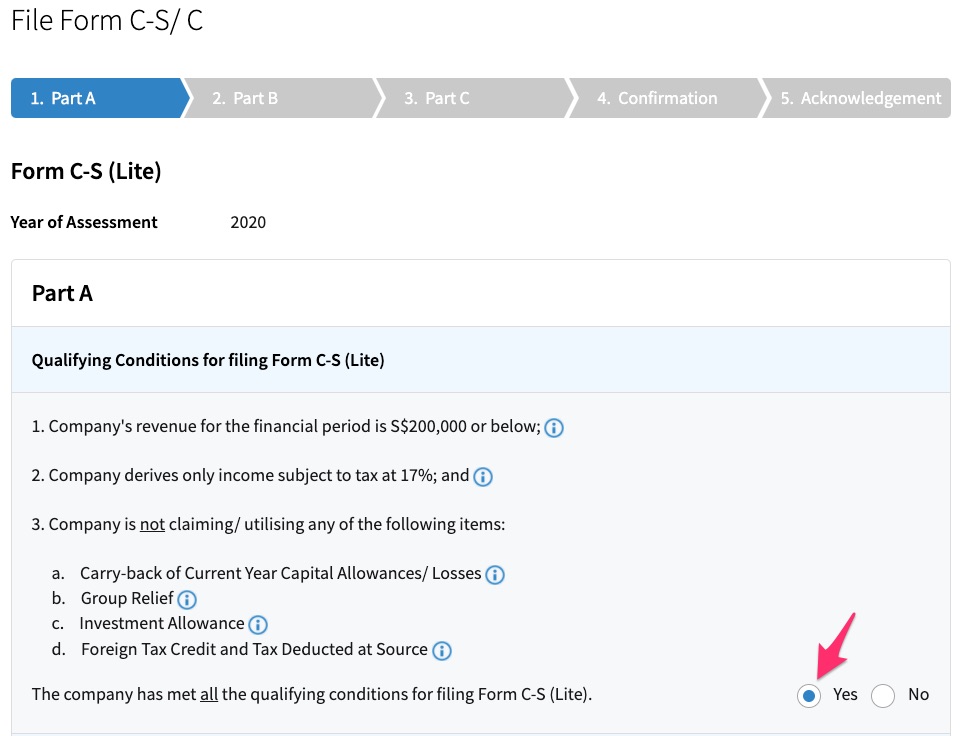 File Form C-S/ C
1. Part A
2. Part B
3. Part C
4. Confirmation
5. Acknowledgement
Form C-S (Lite)
Year of Assessment 2020
Part A
Qualifying Conditions for filing Form C-S (Lite)
1. Company's revenue for the financial period is S$200,000 or below;
2. Company derives only income subject to tax at 17%; and
3. Company is not claiming/ utilising any of the following items:
a. Carry-back of Current Year Capital Allowances/ Losses
b. Group Relief
c. Investment Allowance
d. Foreign Tax Credit and Tax Deducted at Source
The company has met all the qualifying conditions for filing Form C-S (Lite). Yes No